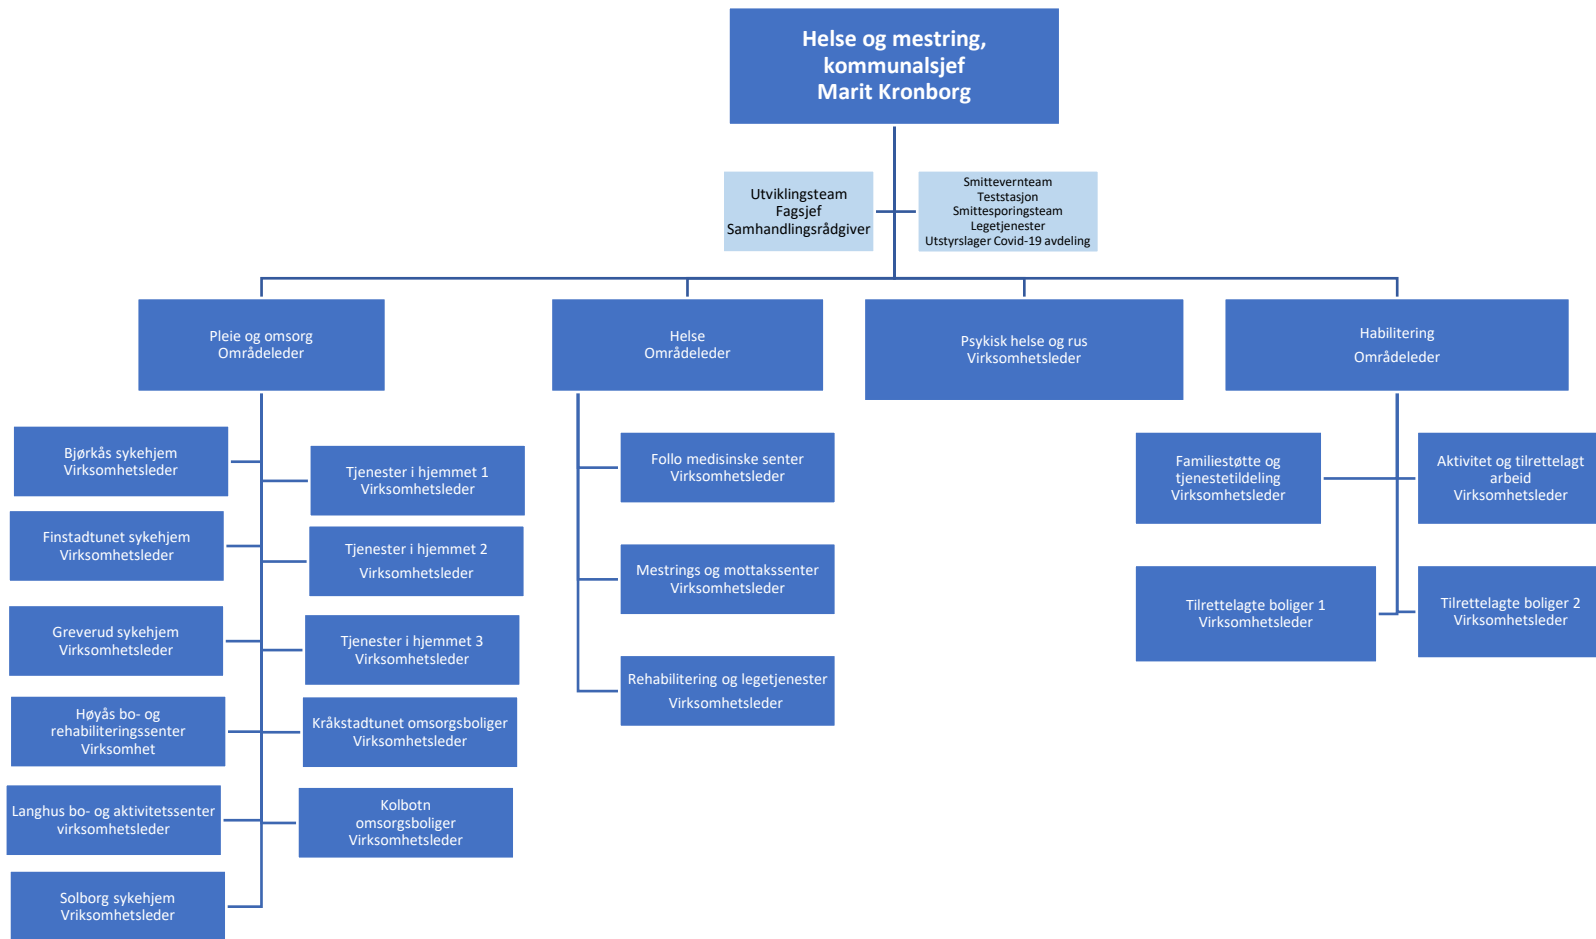 Helse og mestring,
kommunalsjef
Marit Kronborg
Utviklingsteam
Fagsjef
Samhandlingsrådgiver
Smittevernteam
Teststasjon
Smittesporingsteam
Legetjenester
Utstyrslager Covid-19 avdeling
Pleie og omsorg
Områdeleder
Helse
Områdeleder
Psykisk helse og rus
Virksomhetsleder
Habilitering
Områdeleder
Bjørkås sykehjem
Virksomhetsleder
Tjenester i hjemmet 1
Virksomhetsleder
Finstadtunet sykehjem
Virksomhetsleder
Tjenester i hjemmet 2
Virksomhetsleder
Greverud sykehjem
Virksomhetsleder
Tjenester i hjemmet 3
Virksomhetsleder
Høyås bo- og
rehabiliteringssenter
Virksomhet
Kråkstadtunet omsorgsboliger
Virksomhetsleder
Langhus bo- og aktivitetssenter
virksomhetsleder
Kolbotn
omsorgsboliger
Virksomhetsleder
Solborg sykehjem
Vriksomhetsleder
Follo medisinske senter
Virksomhetsleder
Mestrings og mottakssenter
Virksomhetsleder
Rehabilitering og legetjenester
Virksomhetsleder
Familiestøtte og
tjenestetildeling
Virksomhetsleder
Aktivitet og tilrettelagt
arbeid
Virksomhetsleder
Tilrettelagte boliger 1
Virksomhetsleder
Tilrettelagte boliger 2
Virksomhetsleder